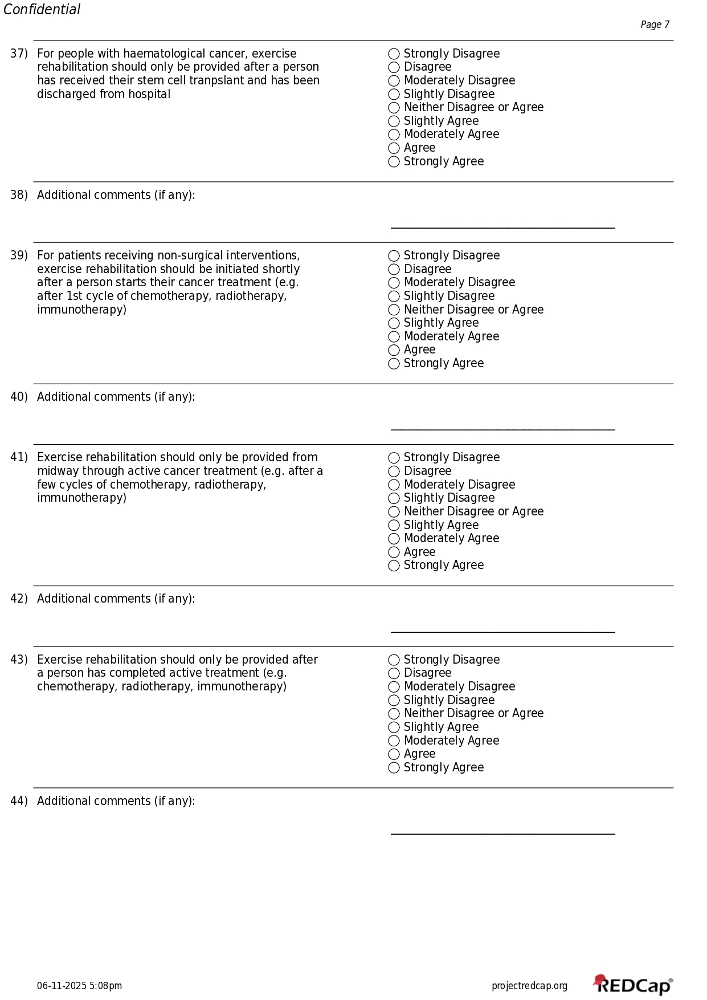 Confidential
Page 7
37) For people with haematological cancer, exercise
rehabilitation should only be provided after a person
has received their stem cell tranpslant and has been
discharged from hospital
Strongly Disagree
Disagree
Moderately Disagree
Slightly Disagree
Neither Disagree or Agree
Slightly Agree
Moderately Agree
Agree
Strongly Agree
38) Additional comments (if any):
39) For patients receiving non-surgical interventions,
exercise rehabilitation should be initiated shortly
after a person starts their cancer treatment (e.g.
after 1st cycle of chemotherapy, radiotherapy,
immunotherapy)
Strongly Disagree
Disagree
Moderately Disagree
Slightly Disagree
Neither Disagree or Agree
Slightly Agree
Moderately Agree
Agree
Strongly Agree
40) Additional comments (if any):
41) Exercise rehabilitation should only be provided from
midway through active cancer treatment (e.g. after a
few cycles of chemotherapy, radiotherapy,
immunotherapy)
Strongly Disagree
Disagree
Moderately Disagree
Slightly Disagree
Neither Disagree or Agree
Slightly Agree
Moderately Agree
Agree
Strongly Agree
42) Additional comments (if any):
43) Exercise rehabilitation should only be provided after
a person has completed active treatment (e.g.
chemotherapy, radiotherapy, immunotherapy)
Strongly Disagree
Disagree
Moderately Disagree
Slightly Disagree
Neither Disagree or Agree
Slightly Agree
Moderately Agree
Agree
Strongly Agree
44) Additional comments (if any):
06-11-2025 5:08pm
projectredcap.org
REDCap®